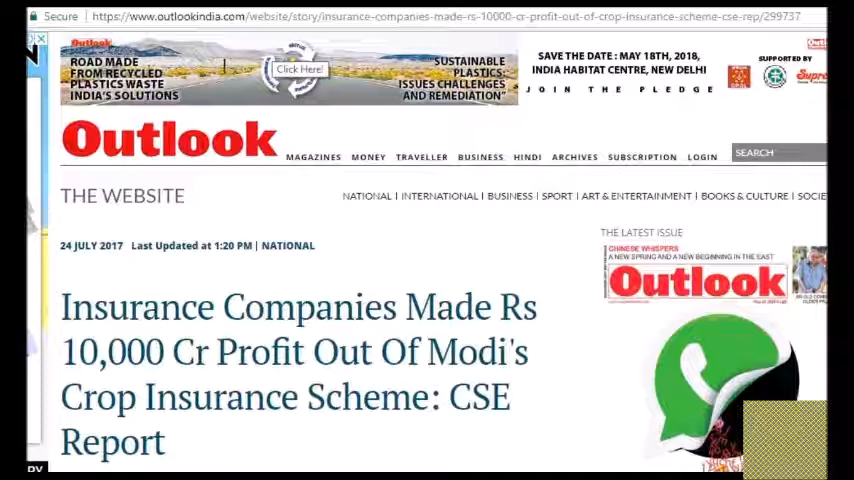 Secure https://www.outlookindia.com/website/story/insurance-companies-made-rs-10000-cr-profit-out-of-crop-insurance-scheme-cse-rep/299737
Outlook
ROAD MADE
FROM RECYCLED
PLASTICS WASTE
INDIA'S SOLUTIONS
Click Here!
SUSTAINABLE
PLASTIC:
ISSUES CHALLENGES
AND REMEDIATION"
SAVE THE DATE : MAY 18TH, 2018,
INDIA HABITAT CENTRE, NEW DELHI
JOIN THE PLEDGE
SUPPORTED BY
Outlook
MAGAZINES MONEY TRAVELLER BUSINESS HINDI ARCHIVES SUBSCRIPTION LOGIN
SEARCH
THE WEBSITE
NATIONAL | INTERNATIONAL | BUSINESS | SPORT | ART & ENTERTAINMENT | BOOKS & CULTURE | SOCIE
24 JULY 2017 Last Updated at 1:20 PM | NATIONAL
Insurance Companies Made Rs
10,000 Cr Profit Out Of Modi's
Crop Insurance Scheme: CSE
Report
THE LATEST ISSUE
CHINESE WHISPERS
A NEW SPRING AND A NEW BEGINNING IN THE EAST
Outlook